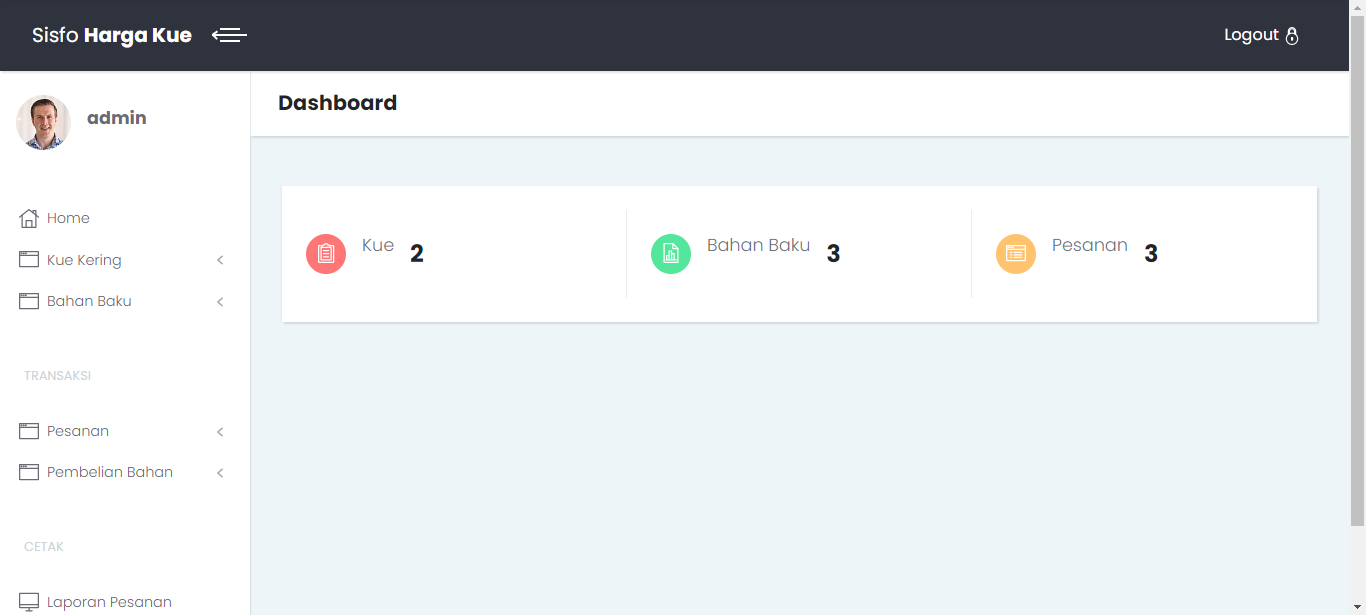 Sisfo Harga Kue
Logout
admin
Home
Kue Kering
Bahan Baku
TRANSAKSI
Pesanan
Pembelian Bahan
CETAK
Laporan Pesanan
Dashboard
Kue 2
Bahan Baku 3
Pesanan 3